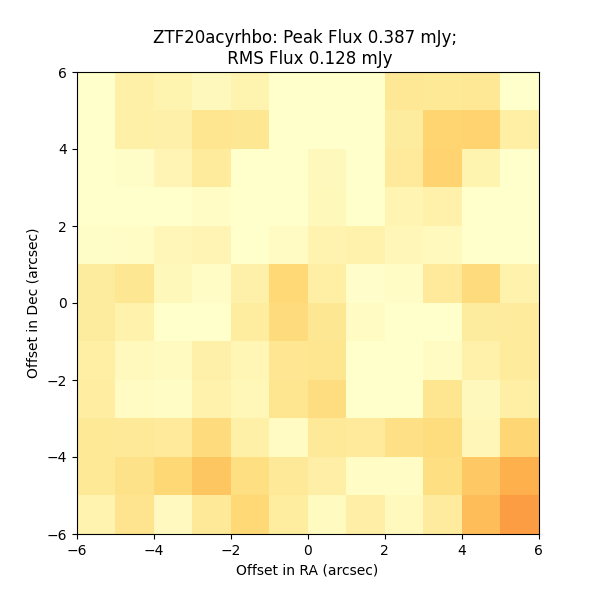 ZTF20acyrhbo: Peak Flux 0.387 mJy;
RMS Flux 0.128 mJy
6
4
2
0
−2
−4
−6
Offset in Dec (arcsec)
−6 −4 −2 0 2 4 6
Offset in RA (arcsec)